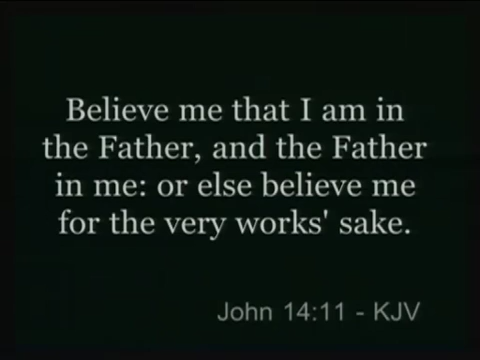 Believe me that I am in
the Father, and the Father
in me: or else believe me
for the very works' sake.
John 14:11 - KJV